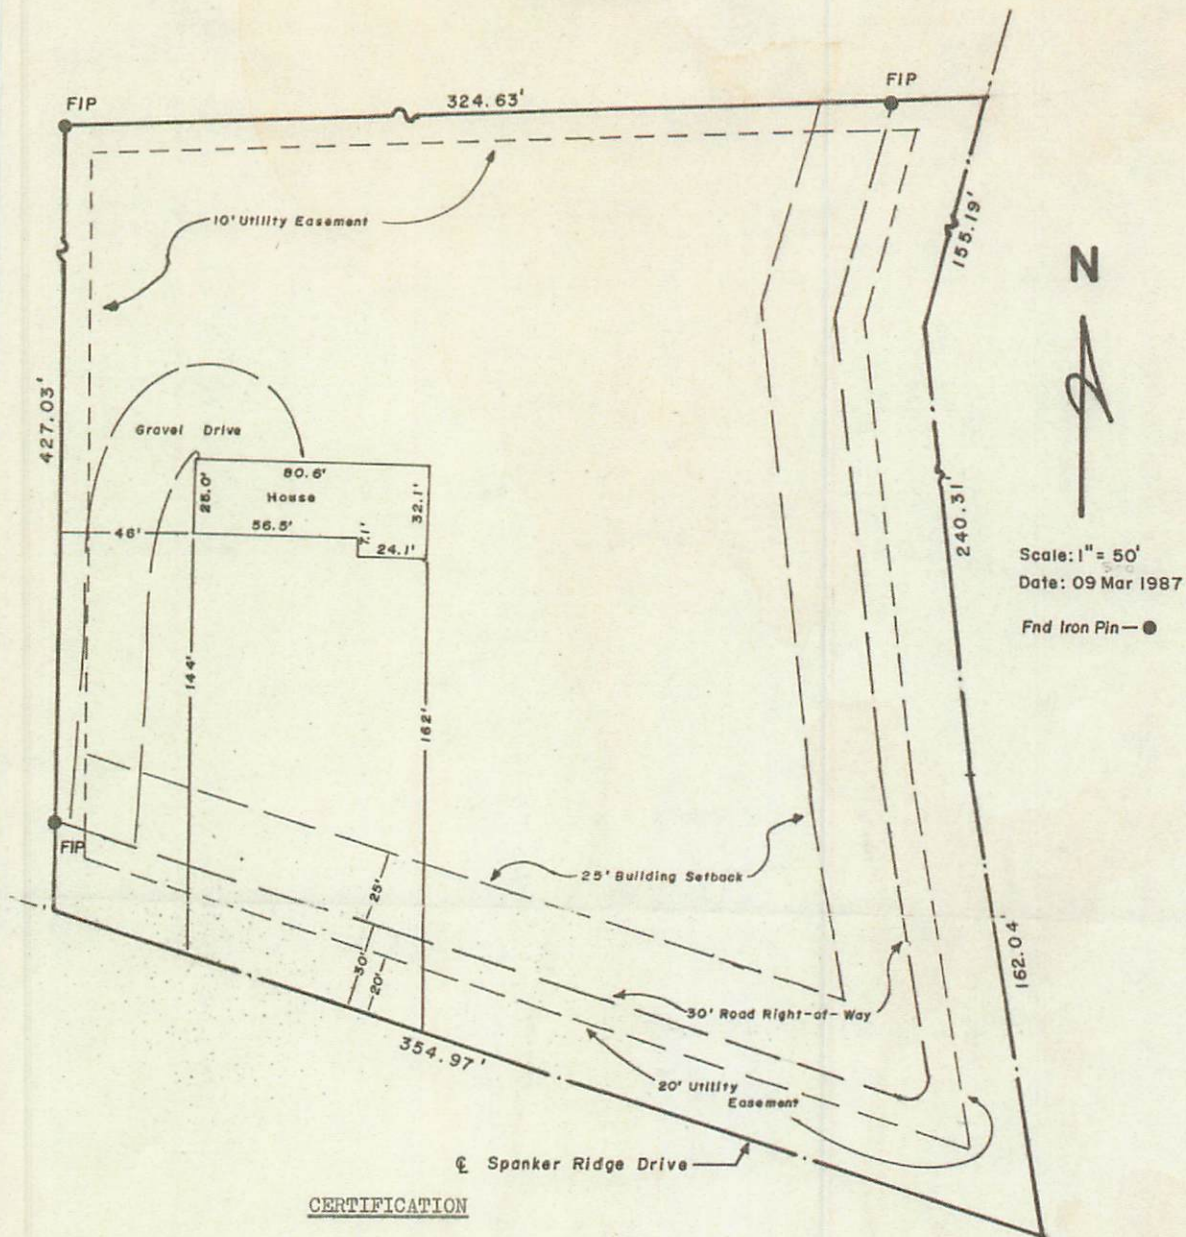 FIP
324.63'
FIP
10' Utility Easement
155.19'
N
427.03'
Gravel Drive
80.6'
House
25.0'
32.1'
56.5'
7.1'
24.1'
46'
240.31'
Scale: 1" = 50'
Date: 09 Mar 1987
Fnd Iron Pin
144'
162'
FIP
25' Building Setback
25'
30'
20'
162.04'
30' Road Right-of-Way
354.97'
20' Utility
Easement
℄ Spanker Ridge Drive
CERTIFICATION